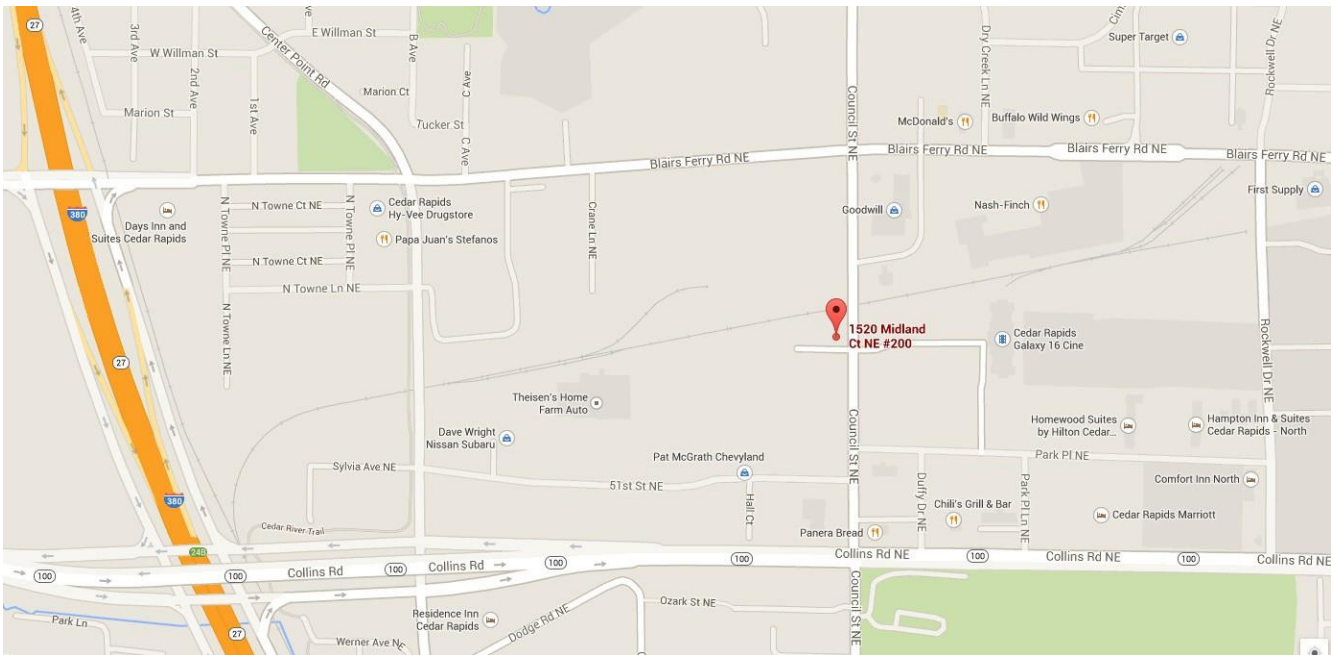 27
4th Ave
3rd Ave
2nd Ave
1st Ave
W Willman St
E Willman St
Marion St
Center Point Rd
B Ave
C Ave
Marion Ct
Tucker St
C Ave
Council St NE
Dry Creek Ln NE
Super Target
Rockwell Dr NE
McDonald's
Buffalo Wild Wings
Blairs Ferry Rd NE
Blairs Ferry Rd NE
Blairs Ferry Rd NE
Blairs Ferry Rd NE
First Supply
380
Days Inn and
Suites Cedar Rapids
N Towne Pl NE
N Towne Ct NE
N Towne Pl NE
Cedar Rapids
Hy-Vee Drugstore
Papa Juan's Stefanos
N Towne Ct NE
N Towne Ln NE
N Towne Ln NE
Crane Ln NE
Goodwill
Nash-Finch
1520 Midland
Ct NE #200
Cedar Rapids
Galaxy 16 Cine
Rockwell Dr NE
27
Theisen's Home
Farm Auto
Dave Wright
Nissan Subaru
Council St NE
Homewood Suites
by Hilton Cedar...
Hampton Inn & Suites
Cedar Rapids - North
Sylvia Ave NE
Pat McGrath Chevyland
51st St NE
Hall Ct
Park Pl NE
Duffy Dr NE
Park Pl Ln NE
Comfort Inn North
380
Cedar River Trail
Chili's Grill & Bar
Cedar Rapids Marriott
Panera Bread
24B
Collins Rd NE
100
Collins Rd NE
100
Collins Rd NE
100
100
Collins Rd
100
Collins Rd
100
Council St NE
Residence Inn
Cedar Rapids
Ozark St NE
Dodge Rd NE
Park Ln
27
Werner Ave NE